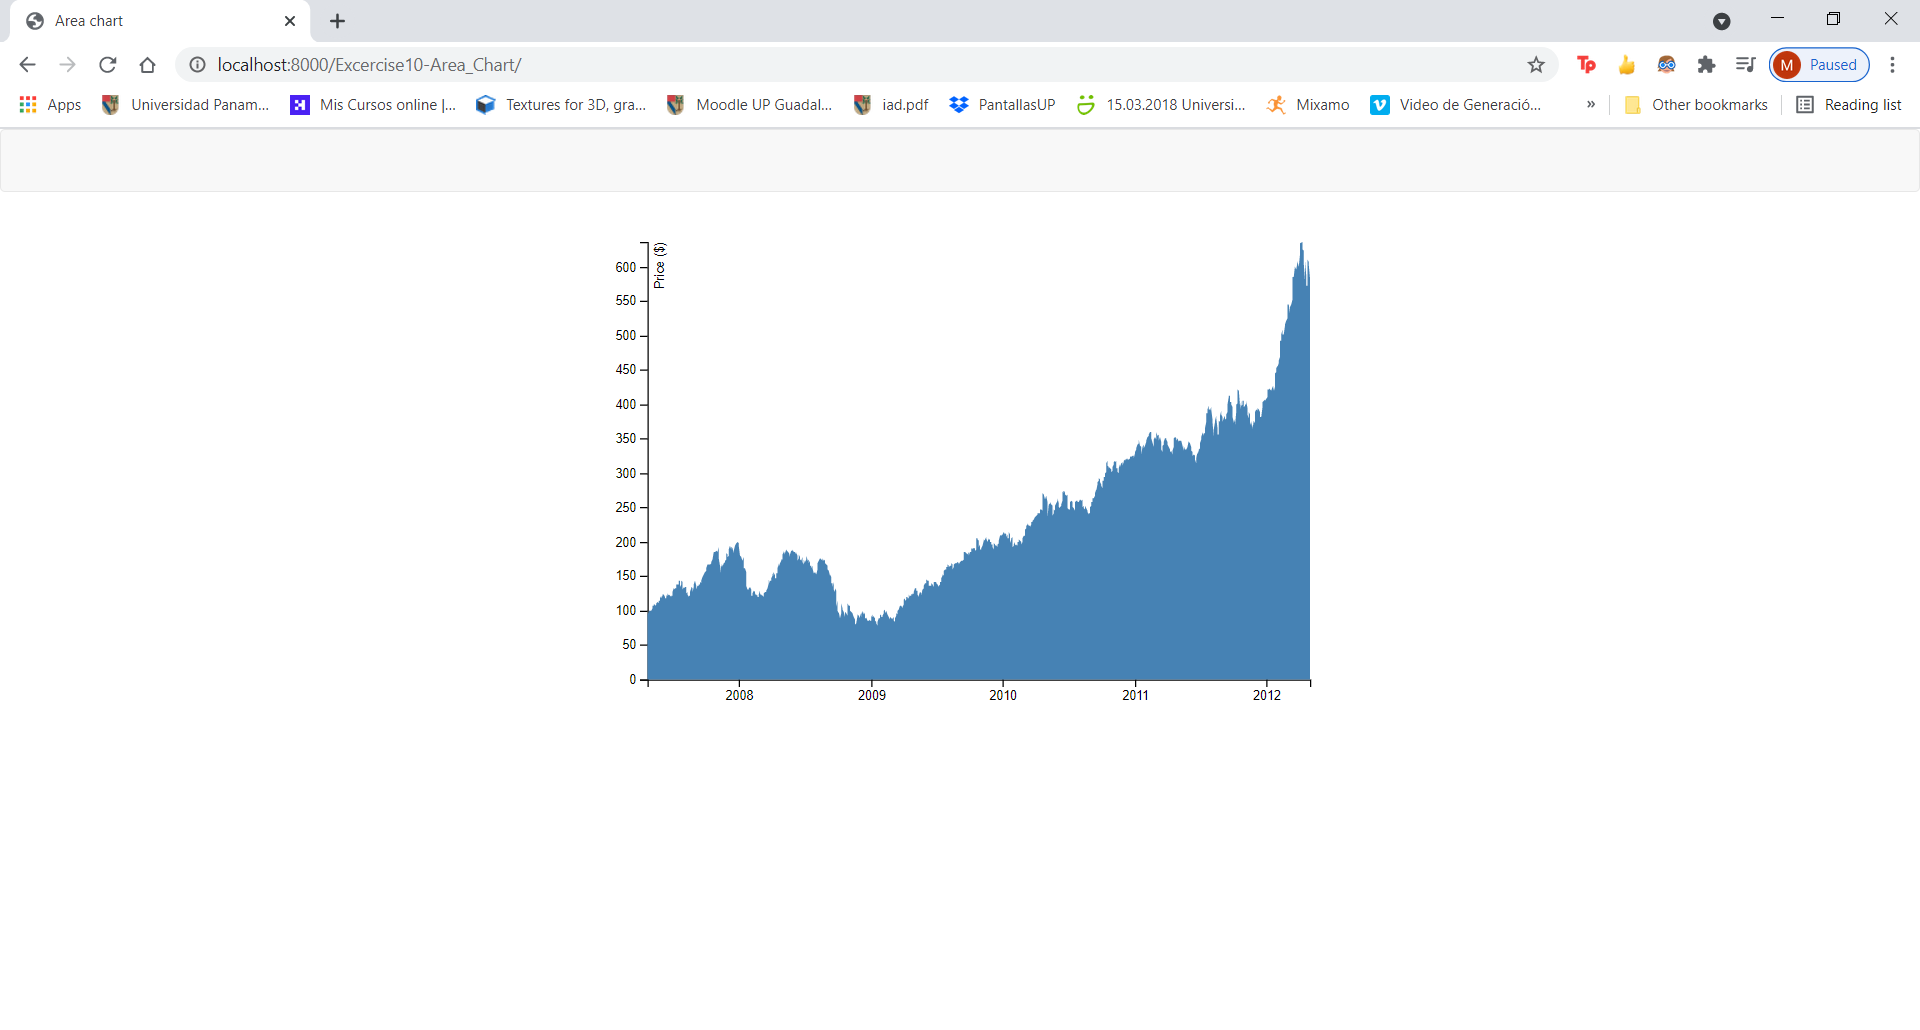 Area chart
localhost:8000/Excercise10-Area_Chart/
Tp
M Paused
Apps Universidad Panam... Mis Cursos online |... Textures for 3D, gra... Moodle UP Guadal... iad.pdf PantallasUP 15.03.2018 Universi... Mixamo Video de Generació... » Other bookmarks Reading list
Price ($)
600
550
500
450
400
350
300
250
200
150
100
50
0
2008 2009 2010 2011 2012